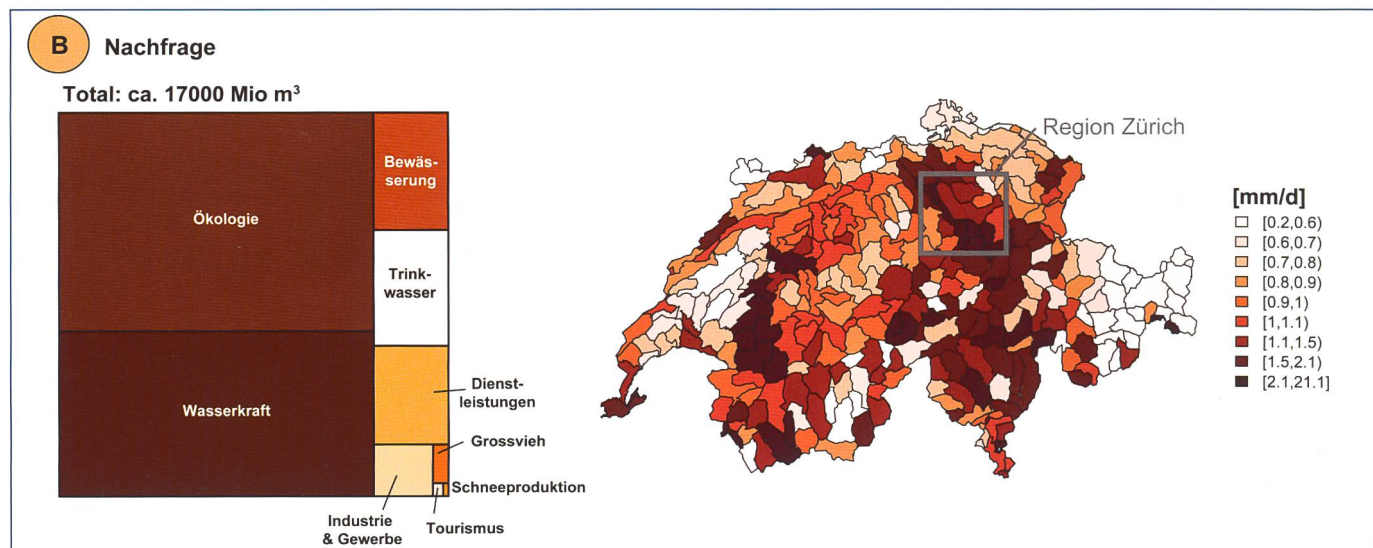 B
Nachfrage
Total: ca. 17000 Mio m³
Ökologie
Bewäs-
serung
Trink-
wasser
Wasserkraft
Dienst-
leistungen
Grossvieh
Schneeproduktion
Industrie
& Gewerbe
Tourismus
Region Zürich
[mm/d]
[0.2,0.6)
[0.6,0.7)
[0.7,0.8)
[0.8,0.9)
[0.9,1)
[1,1.1)
[1.1,1.5)
[1.5,2.1)
[2.1,21.1]